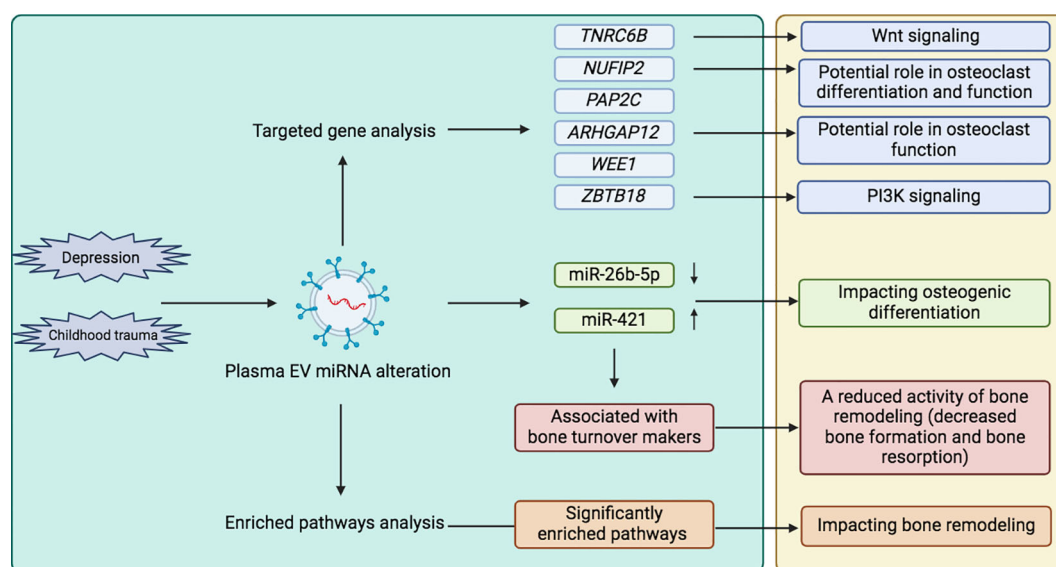 TNRC6B
Wnt signaling
NUFIP2
Potential role in osteoclast
differentiation and function
PAP2C
Targeted gene analysis
ARHGAP12
Potential role in osteoclast
function
WEE1
ZBTB18
PI3K signaling
Depression
Childhood trauma
Plasma EV miRNA alteration
miR-26b-5p
miR-421
Impacting osteogenic
differentiation
Associated with
bone turnover makers
A reduced activity of bone
remodeling (decreased
bone formation and bone
resorption)
Enriched pathways analysis
Significantly
enriched pathways
Impacting bone remodeling